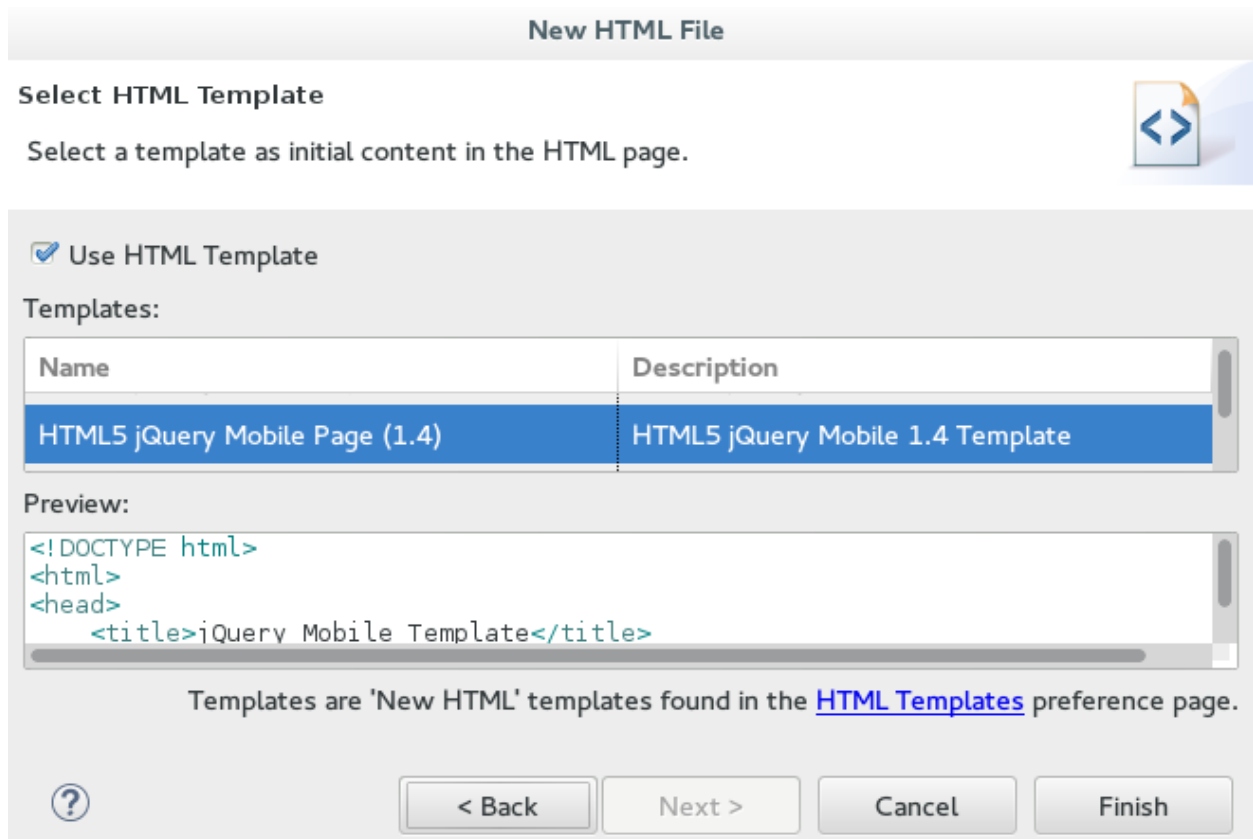 New HTML File
Select HTML Template
Select a template as initial content in the HTML page.
Use HTML Template
Templates:
Name Description
HTML5 jQuery Mobile Page (1.4) HTML5 jQuery Mobile 1.4 Template
Preview:
<!DOCTYPE html>
<html>
<head>
<title>jQuery Mobile Template</title>
Templates are 'New HTML' templates found in the HTML Templates preference page.
? < Back Next > Cancel Finish